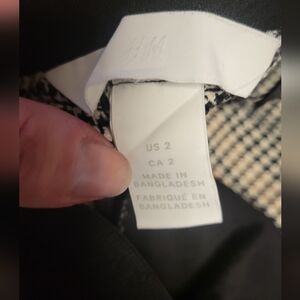 H&M
US 2
CA 2
MADE IN
BANGLADESH
FABRIQUÉ EN
BANGLADESH